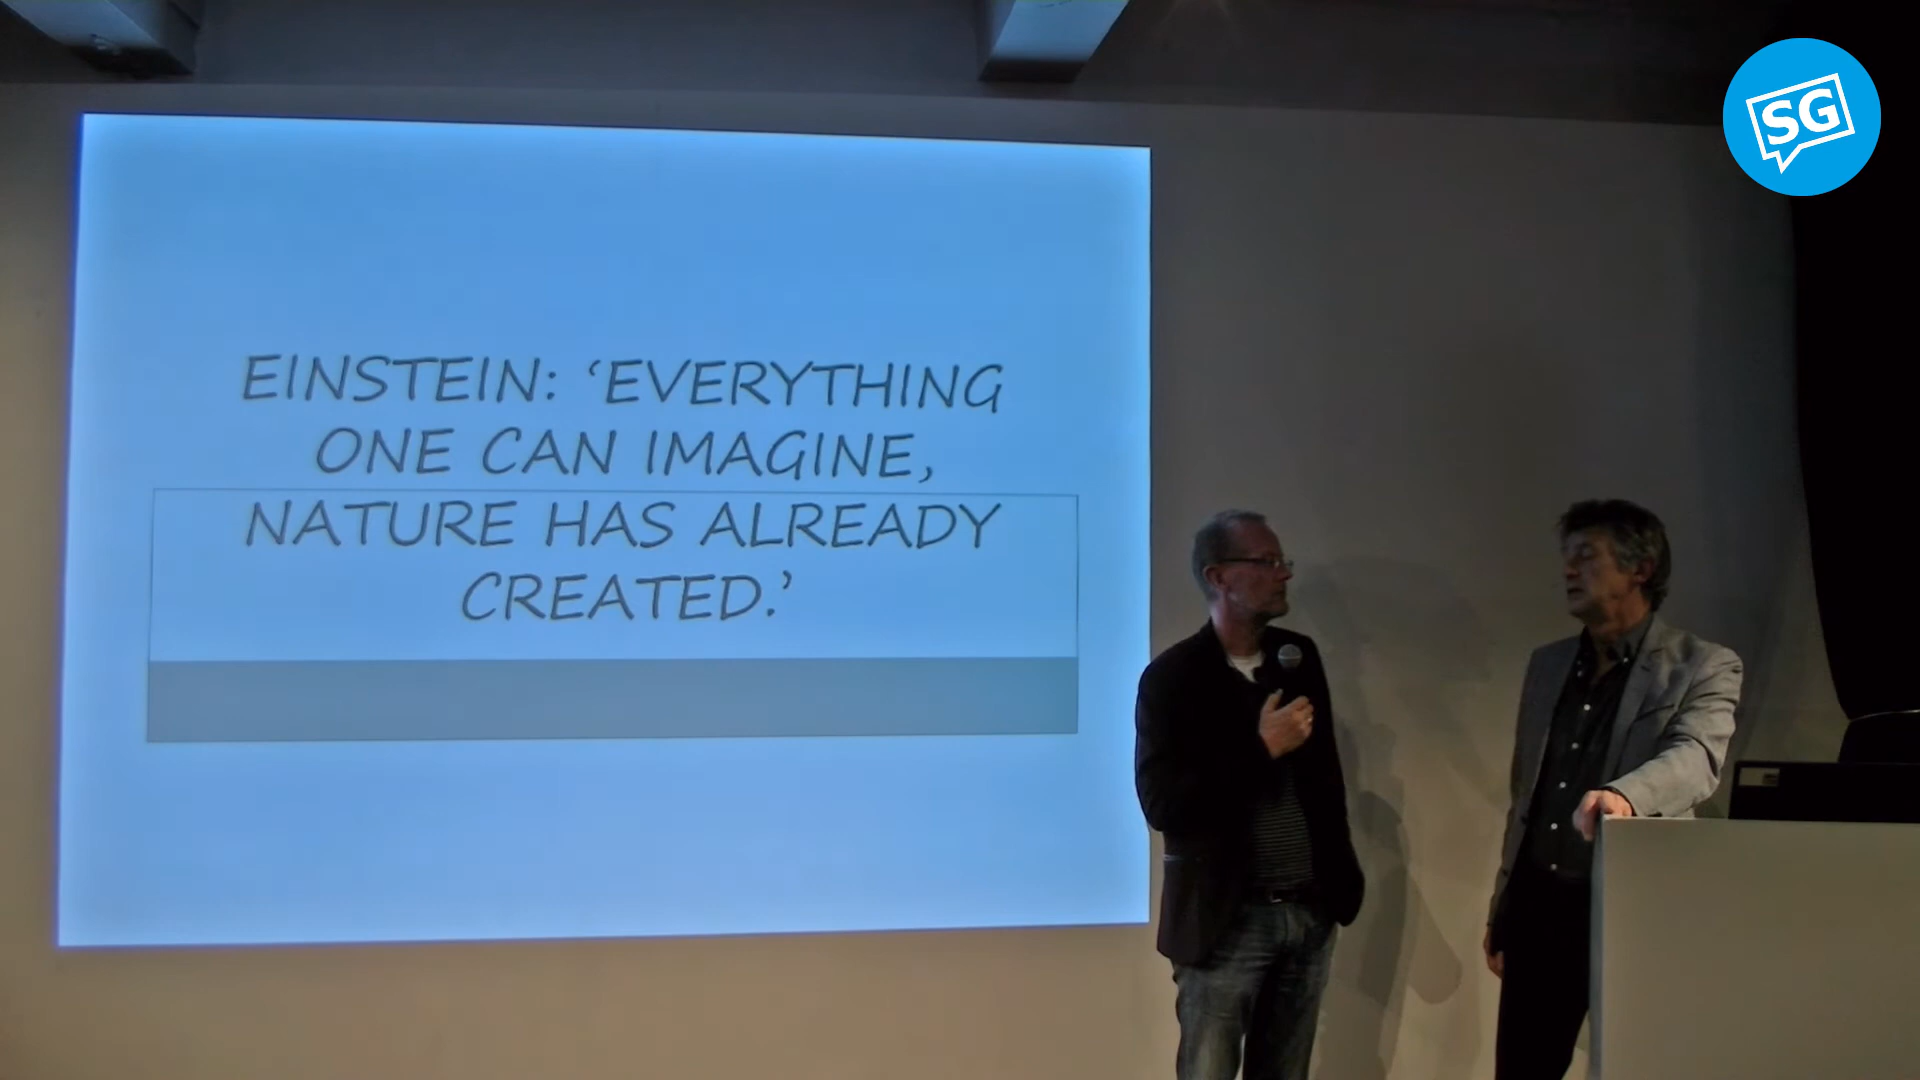 EINSTEIN: ‘EVERYTHING
ONE CAN IMAGINE,
NATURE HAS ALREADY
CREATED.’
SG